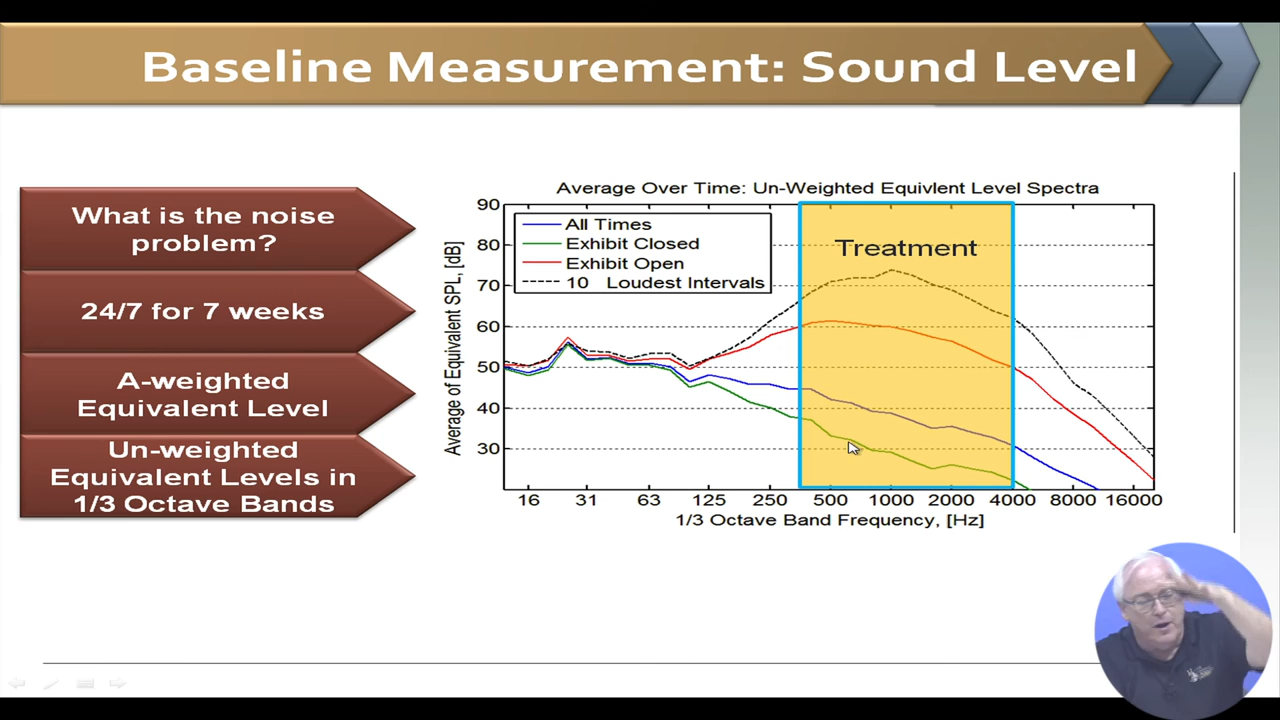 Baseline Measurement: Sound Level
What is the noise
problem?
24/7 for 7 weeks
A-weighted
Equivalent Level
Un-weighted
Equivalent Levels in
1/3 Octave Bands
Average Over Time: Un-Weighted Equivlent Level Spectra
Average of Equivalent SPL, [dB]
90
80
70
60
50
40
30
All Times
Exhibit Closed
Exhibit Open
10 Loudest Intervals
Treatment
16 31 63 125 250 500 1000 2000 4000 8000 16000
1/3 Octave Band Frequency, [Hz]